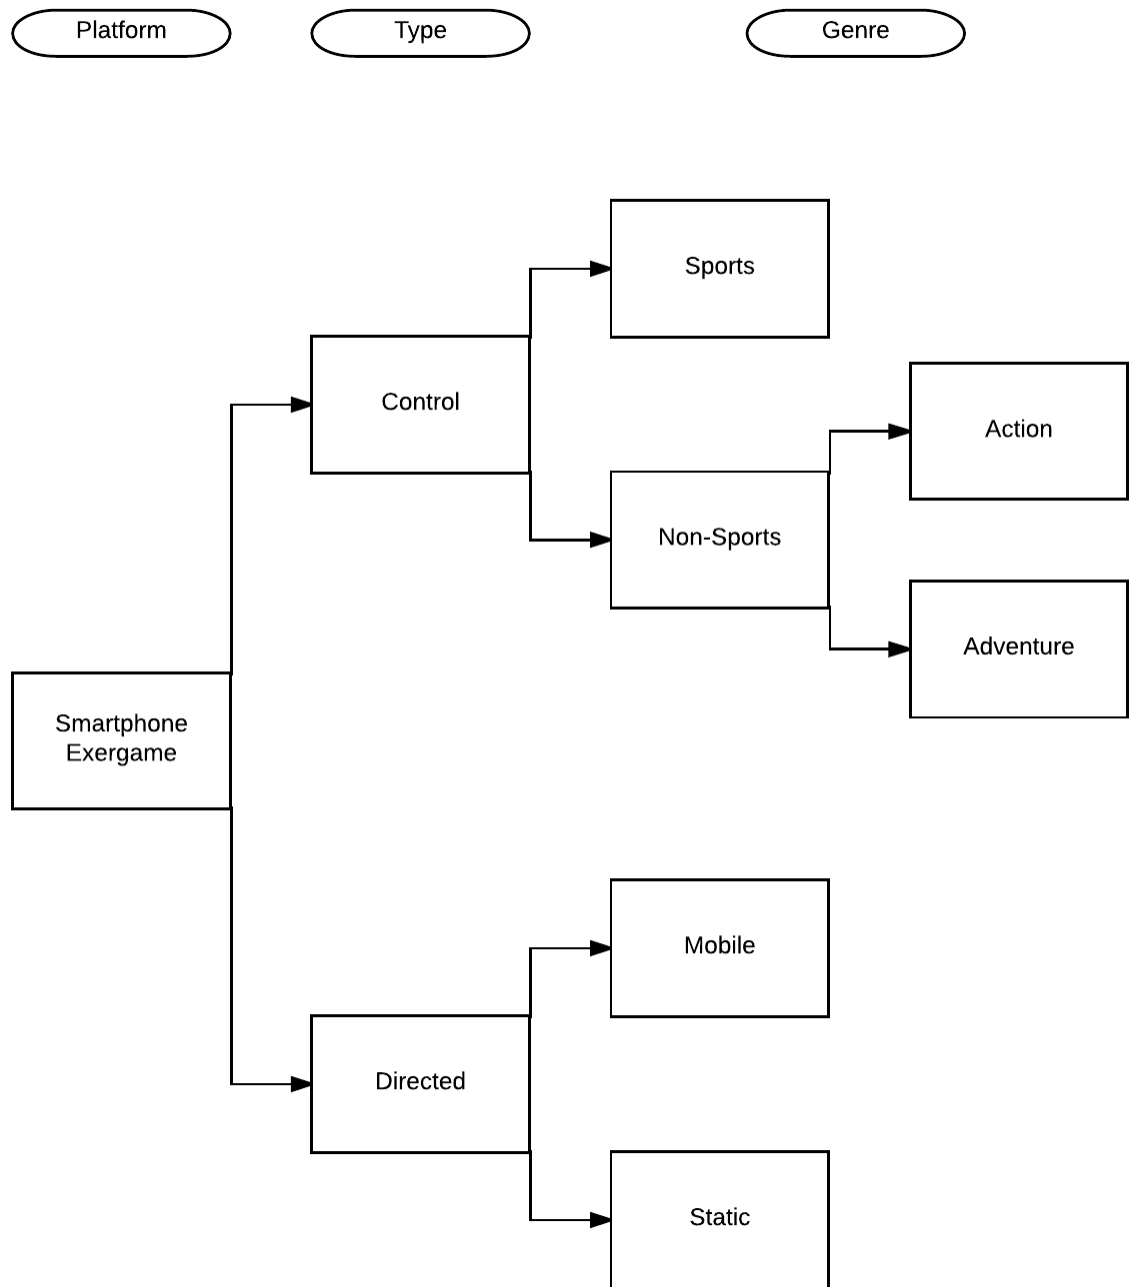 Platform
Type
Genre
Sports
Control
Action
Non-Sports
Adventure
Smartphone
Exergame
Mobile
Directed
Static